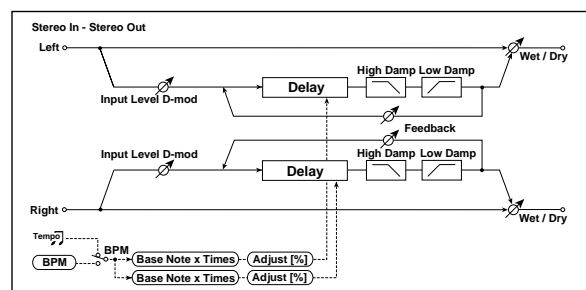 Stereo In - Stereo Out
Left
Wet / Dry
High Damp Low Damp
Delay
Input Level D-mod
Feedback
Input Level D-mod
High Damp Low Damp
Delay
Right
Wet / Dry
Tempo
BPM
BPM
Base Note x Times
Adjust [%]
Base Note x Times
Adjust [%]